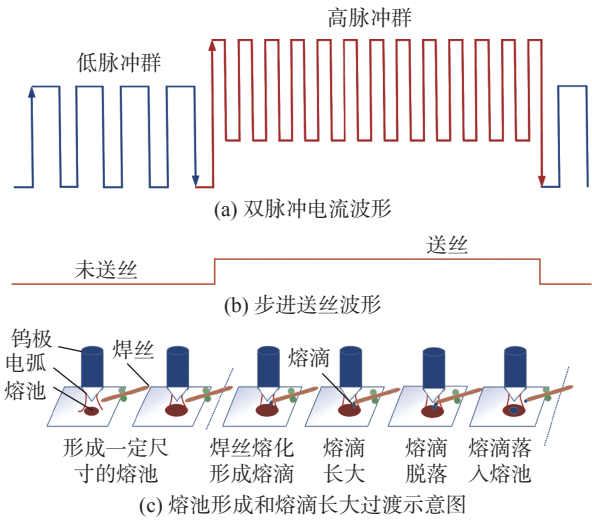 高脉冲群
低脉冲群
(a) 双脉冲电流波形
送丝
未送丝
(b) 步进送丝波形
钨极
电弧
熔池
焊丝
熔滴
形成一定尺
寸的熔池
焊丝熔化
形成熔滴
熔滴
长大
熔滴
脱落
熔滴落
入熔池
(c) 熔池形成和熔滴长大过渡示意图